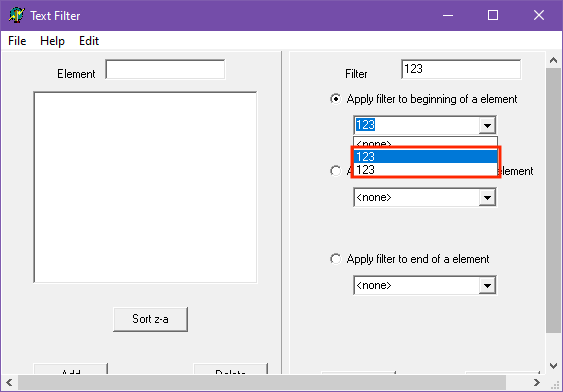 Text Filter
File Help Edit
Element
Filter 123
Apply filter to beginning of a element
123
<none>
123
123
A element
<none>
Apply filter to end of a element
<none>
Sort z-a
Add Delete